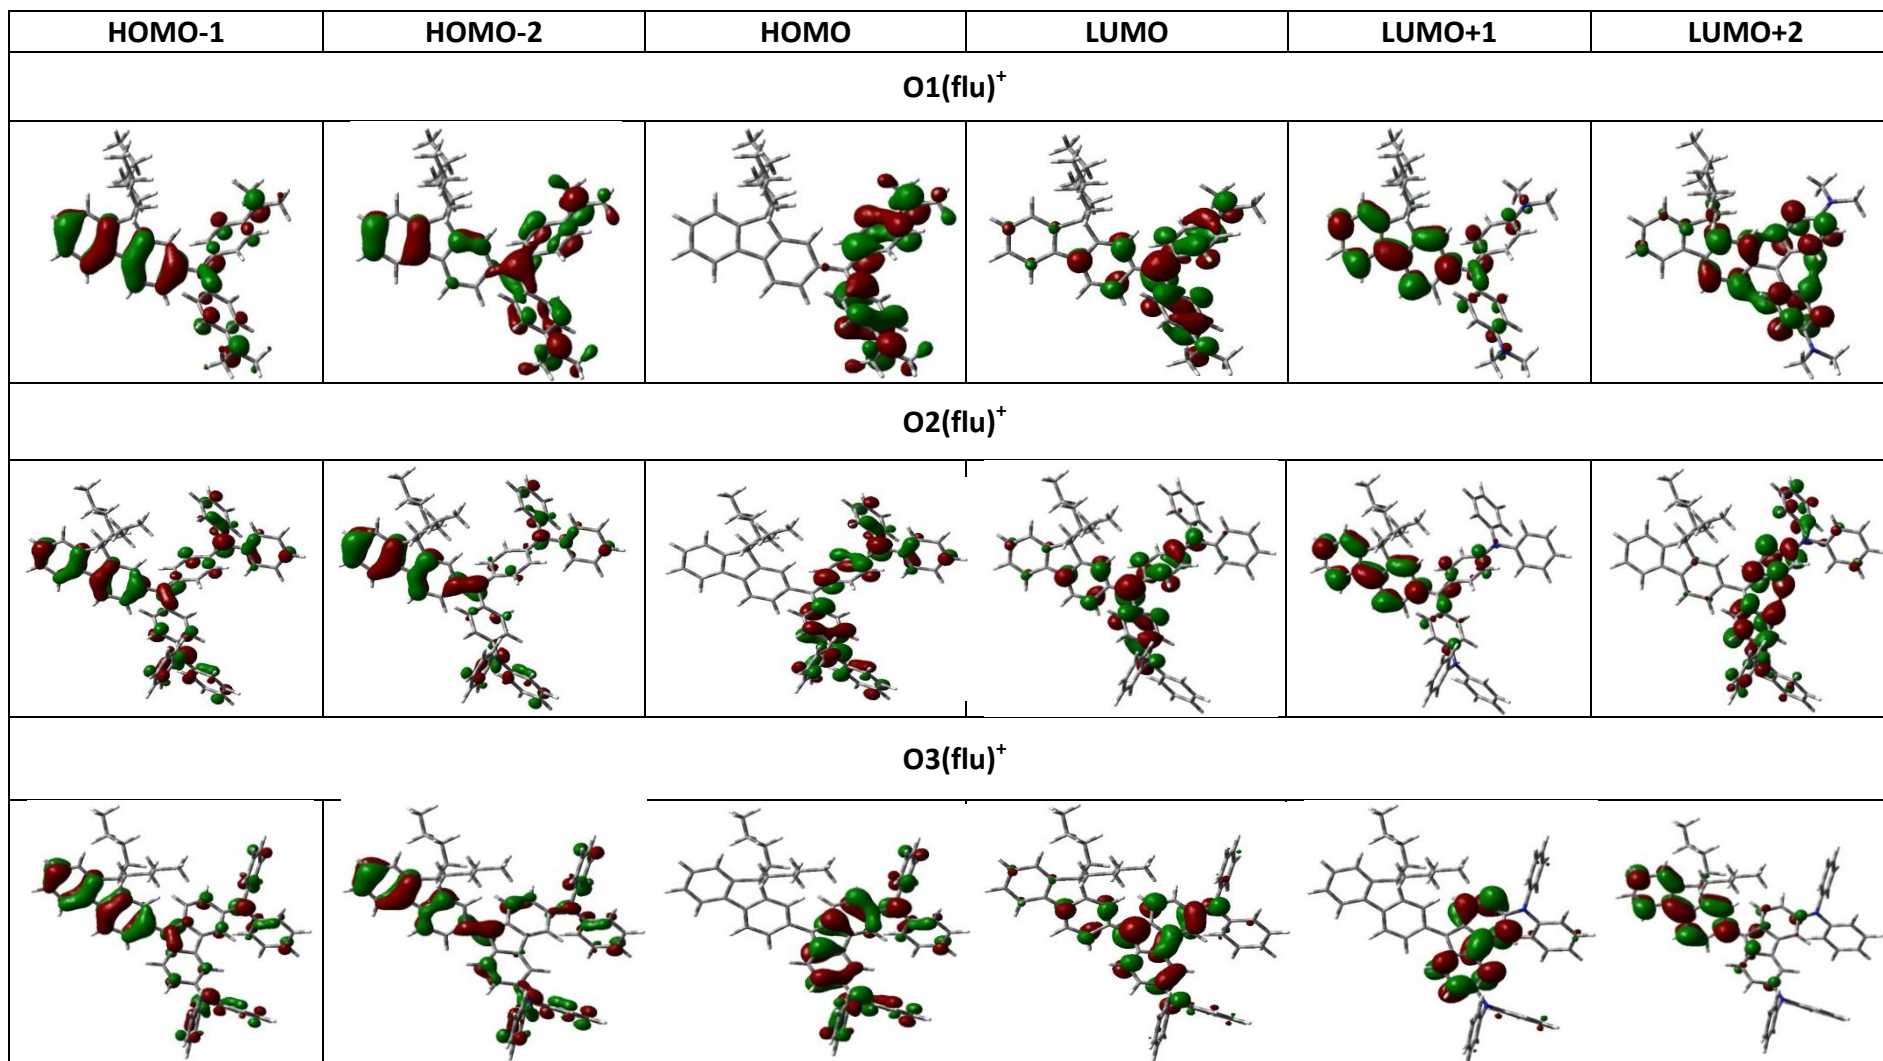 HOMO-1 HOMO-2 HOMO LUMO LUMO+1 LUMO+2
O1(flu)⁺
O2(flu)⁺
O3(flu)⁺